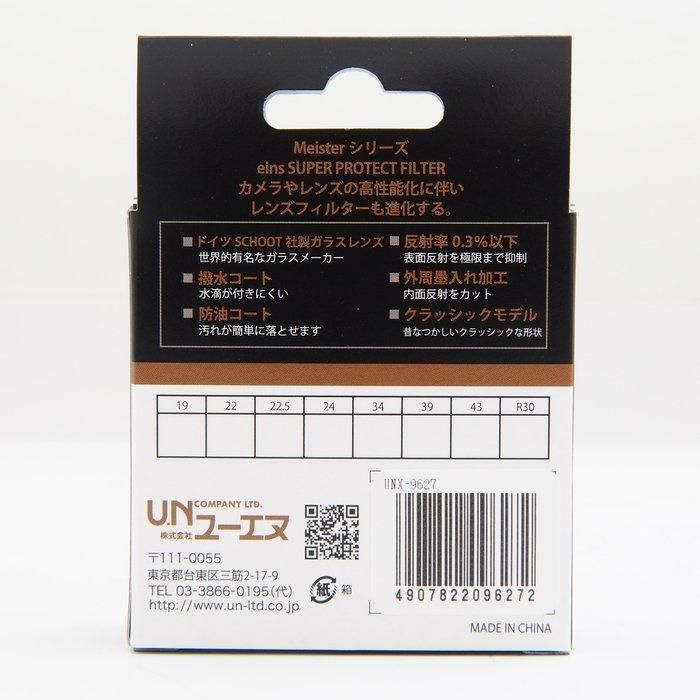 Meister シリーズ
eins SUPER PROTECT FILTER
カメラやレンズの高性能化に伴い
レンズフィルターも進化する。
ドイツ SCHOOT 社製ガラスレンズ
世界的有名なガラスメーカー
撥水コート
水滴が付きにくい
防油コート
汚れが簡単に落とせます
反射率 0.3%以下
表面反射を極限まで抑制
外周墨入れ加工
内面反射をカット
クラッシックモデル
昔なつかしいクラッシックな形状
19 22 22.5 24 34 39 43 R30
U.N COMPANY LTD.
株式会社 ユーエヌ
〒111-0055
東京都台東区三筋2-17-9
TEL 03-3866-0195(代)
http://www.un-ltd.co.jp
紙 箱
UNX-9627
4907822096272
MADE IN CHINA